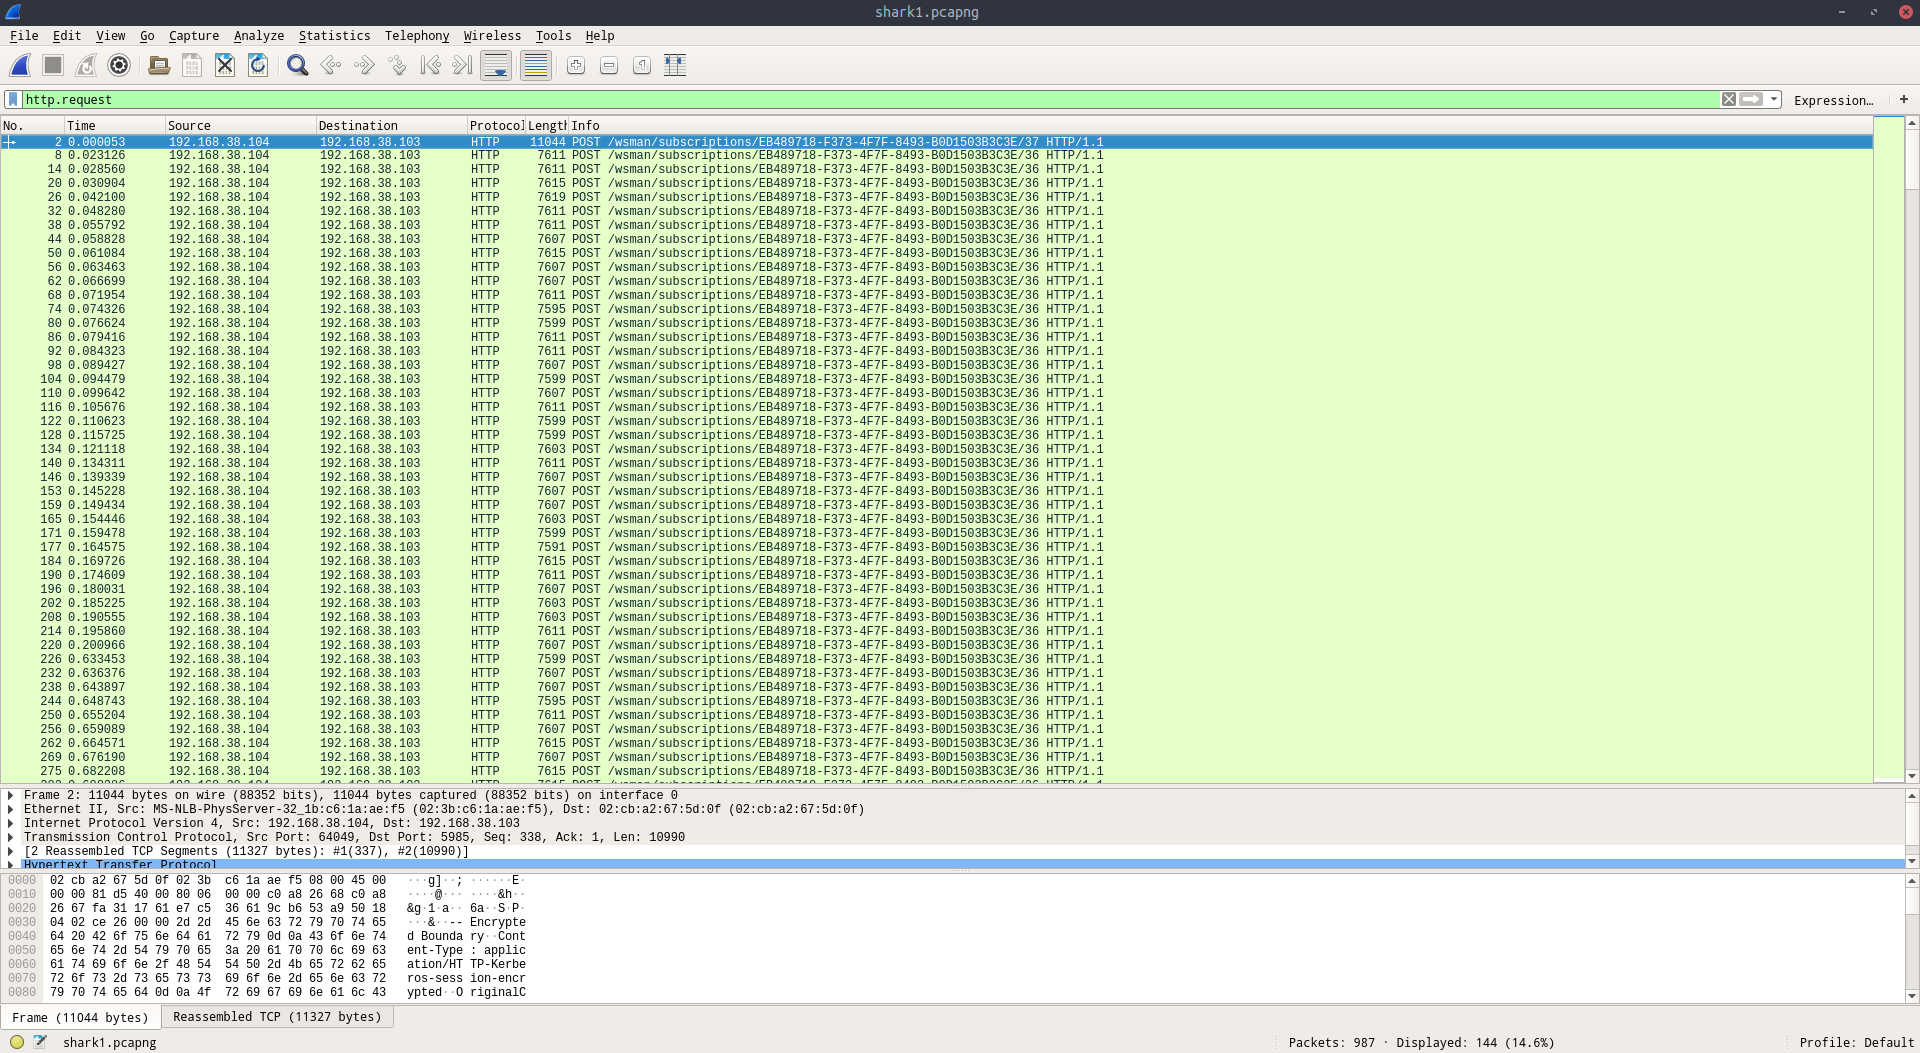 shark1.pcapng
File Edit View Go Capture Analyze Statistics Telephony Wireless Tools Help
http.request
Expression… +
No. Time Source Destination Protocol Length Info
2 0.000053 192.168.38.104 192.168.38.103 HTTP 11044 POST /wsman/subscriptions/EB489718-F373-4F7F-8493-B0D1503B3C3E/37 HTTP/1.1
8 0.023126 192.168.38.104 192.168.38.103 HTTP 7611 POST /wsman/subscriptions/EB489718-F373-4F7F-8493-B0D1503B3C3E/36 HTTP/1.1
14 0.028560 192.168.38.104 192.168.38.103 HTTP 7611 POST /wsman/subscriptions/EB489718-F373-4F7F-8493-B0D1503B3C3E/36 HTTP/1.1
20 0.030904 192.168.38.104 192.168.38.103 HTTP 7615 POST /wsman/subscriptions/EB489718-F373-4F7F-8493-B0D1503B3C3E/36 HTTP/1.1
26 0.042100 192.168.38.104 192.168.38.103 HTTP 7619 POST /wsman/subscriptions/EB489718-F373-4F7F-8493-B0D1503B3C3E/36 HTTP/1.1
32 0.048280 192.168.38.104 192.168.38.103 HTTP 7611 POST /wsman/subscriptions/EB489718-F373-4F7F-8493-B0D1503B3C3E/36 HTTP/1.1
38 0.055792 192.168.38.104 192.168.38.103 HTTP 7611 POST /wsman/subscriptions/EB489718-F373-4F7F-8493-B0D1503B3C3E/36 HTTP/1.1
44 0.058828 192.168.38.104 192.168.38.103 HTTP 7607 POST /wsman/subscriptions/EB489718-F373-4F7F-8493-B0D1503B3C3E/36 HTTP/1.1
50 0.061084 192.168.38.104 192.168.38.103 HTTP 7615 POST /wsman/subscriptions/EB489718-F373-4F7F-8493-B0D1503B3C3E/36 HTTP/1.1
56 0.063463 192.168.38.104 192.168.38.103 HTTP 7607 POST /wsman/subscriptions/EB489718-F373-4F7F-8493-B0D1503B3C3E/36 HTTP/1.1
62 0.066699 192.168.38.104 192.168.38.103 HTTP 7607 POST /wsman/subscriptions/EB489718-F373-4F7F-8493-B0D1503B3C3E/36 HTTP/1.1
68 0.071954 192.168.38.104 192.168.38.103 HTTP 7611 POST /wsman/subscriptions/EB489718-F373-4F7F-8493-B0D1503B3C3E/36 HTTP/1.1
74 0.074326 192.168.38.104 192.168.38.103 HTTP 7595 POST /wsman/subscriptions/EB489718-F373-4F7F-8493-B0D1503B3C3E/36 HTTP/1.1
80 0.076624 192.168.38.104 192.168.38.103 HTTP 7599 POST /wsman/subscriptions/EB489718-F373-4F7F-8493-B0D1503B3C3E/36 HTTP/1.1
86 0.079416 192.168.38.104 192.168.38.103 HTTP 7611 POST /wsman/subscriptions/EB489718-F373-4F7F-8493-B0D1503B3C3E/36 HTTP/1.1
92 0.084323 192.168.38.104 192.168.38.103 HTTP 7611 POST /wsman/subscriptions/EB489718-F373-4F7F-8493-B0D1503B3C3E/36 HTTP/1.1
98 0.089427 192.168.38.104 192.168.38.103 HTTP 7607 POST /wsman/subscriptions/EB489718-F373-4F7F-8493-B0D1503B3C3E/36 HTTP/1.1
104 0.094479 192.168.38.104 192.168.38.103 HTTP 7599 POST /wsman/subscriptions/EB489718-F373-4F7F-8493-B0D1503B3C3E/36 HTTP/1.1
110 0.099642 192.168.38.104 192.168.38.103 HTTP 7607 POST /wsman/subscriptions/EB489718-F373-4F7F-8493-B0D1503B3C3E/36 HTTP/1.1
116 0.105676 192.168.38.104 192.168.38.103 HTTP 7611 POST /wsman/subscriptions/EB489718-F373-4F7F-8493-B0D1503B3C3E/36 HTTP/1.1
122 0.110623 192.168.38.104 192.168.38.103 HTTP 7599 POST /wsman/subscriptions/EB489718-F373-4F7F-8493-B0D1503B3C3E/36 HTTP/1.1
128 0.115725 192.168.38.104 192.168.38.103 HTTP 7599 POST /wsman/subscriptions/EB489718-F373-4F7F-8493-B0D1503B3C3E/36 HTTP/1.1
134 0.121118 192.168.38.104 192.168.38.103 HTTP 7603 POST /wsman/subscriptions/EB489718-F373-4F7F-8493-B0D1503B3C3E/36 HTTP/1.1
140 0.134311 192.168.38.104 192.168.38.103 HTTP 7611 POST /wsman/subscriptions/EB489718-F373-4F7F-8493-B0D1503B3C3E/36 HTTP/1.1
146 0.139339 192.168.38.104 192.168.38.103 HTTP 7607 POST /wsman/subscriptions/EB489718-F373-4F7F-8493-B0D1503B3C3E/36 HTTP/1.1
153 0.145228 192.168.38.104 192.168.38.103 HTTP 7607 POST /wsman/subscriptions/EB489718-F373-4F7F-8493-B0D1503B3C3E/36 HTTP/1.1
159 0.149434 192.168.38.104 192.168.38.103 HTTP 7607 POST /wsman/subscriptions/EB489718-F373-4F7F-8493-B0D1503B3C3E/36 HTTP/1.1
165 0.154446 192.168.38.104 192.168.38.103 HTTP 7603 POST /wsman/subscriptions/EB489718-F373-4F7F-8493-B0D1503B3C3E/36 HTTP/1.1
171 0.159478 192.168.38.104 192.168.38.103 HTTP 7599 POST /wsman/subscriptions/EB489718-F373-4F7F-8493-B0D1503B3C3E/36 HTTP/1.1
177 0.164575 192.168.38.104 192.168.38.103 HTTP 7591 POST /wsman/subscriptions/EB489718-F373-4F7F-8493-B0D1503B3C3E/36 HTTP/1.1
184 0.169726 192.168.38.104 192.168.38.103 HTTP 7615 POST /wsman/subscriptions/EB489718-F373-4F7F-8493-B0D1503B3C3E/36 HTTP/1.1
190 0.174609 192.168.38.104 192.168.38.103 HTTP 7611 POST /wsman/subscriptions/EB489718-F373-4F7F-8493-B0D1503B3C3E/36 HTTP/1.1
196 0.180031 192.168.38.104 192.168.38.103 HTTP 7607 POST /wsman/subscriptions/EB489718-F373-4F7F-8493-B0D1503B3C3E/36 HTTP/1.1
202 0.185225 192.168.38.104 192.168.38.103 HTTP 7603 POST /wsman/subscriptions/EB489718-F373-4F7F-8493-B0D1503B3C3E/36 HTTP/1.1
208 0.190555 192.168.38.104 192.168.38.103 HTTP 7603 POST /wsman/subscriptions/EB489718-F373-4F7F-8493-B0D1503B3C3E/36 HTTP/1.1
214 0.195860 192.168.38.104 192.168.38.103 HTTP 7611 POST /wsman/subscriptions/EB489718-F373-4F7F-8493-B0D1503B3C3E/36 HTTP/1.1
220 0.200966 192.168.38.104 192.168.38.103 HTTP 7607 POST /wsman/subscriptions/EB489718-F373-4F7F-8493-B0D1503B3C3E/36 HTTP/1.1
226 0.633453 192.168.38.104 192.168.38.103 HTTP 7599 POST /wsman/subscriptions/EB489718-F373-4F7F-8493-B0D1503B3C3E/36 HTTP/1.1
232 0.636376 192.168.38.104 192.168.38.103 HTTP 7607 POST /wsman/subscriptions/EB489718-F373-4F7F-8493-B0D1503B3C3E/36 HTTP/1.1
238 0.643897 192.168.38.104 192.168.38.103 HTTP 7607 POST /wsman/subscriptions/EB489718-F373-4F7F-8493-B0D1503B3C3E/36 HTTP/1.1
244 0.648743 192.168.38.104 192.168.38.103 HTTP 7595 POST /wsman/subscriptions/EB489718-F373-4F7F-8493-B0D1503B3C3E/36 HTTP/1.1
250 0.655204 192.168.38.104 192.168.38.103 HTTP 7611 POST /wsman/subscriptions/EB489718-F373-4F7F-8493-B0D1503B3C3E/36 HTTP/1.1
256 0.659089 192.168.38.104 192.168.38.103 HTTP 7607 POST /wsman/subscriptions/EB489718-F373-4F7F-8493-B0D1503B3C3E/36 HTTP/1.1
262 0.664571 192.168.38.104 192.168.38.103 HTTP 7615 POST /wsman/subscriptions/EB489718-F373-4F7F-8493-B0D1503B3C3E/36 HTTP/1.1
269 0.676190 192.168.38.104 192.168.38.103 HTTP 7607 POST /wsman/subscriptions/EB489718-F373-4F7F-8493-B0D1503B3C3E/36 HTTP/1.1
275 0.682208 192.168.38.104 192.168.38.103 HTTP 7615 POST /wsman/subscriptions/EB489718-F373-4F7F-8493-B0D1503B3C3E/36 HTTP/1.1
Frame 2: 11044 bytes on wire (88352 bits), 11044 bytes captured (88352 bits) on interface 0
Ethernet II, Src: MS-NLB-PhysServer-32_1b:c6:1a:ae:f5 (02:3b:c6:1a:ae:f5), Dst: 02:cb:a2:67:5d:0f (02:cb:a2:67:5d:0f)
Internet Protocol Version 4, Src: 192.168.38.104, Dst: 192.168.38.103
Transmission Control Protocol, Src Port: 64049, Dst Port: 5985, Seq: 338, Ack: 1, Len: 10990
[2 Reassembled TCP Segments (11327 bytes): #1(337), #2(10990)]
Hypertext Transfer Protocol
0000 02 cb a2 67 5d 0f 02 3b c6 1a ae f5 08 00 45 00 ···g]··; ······E·
0010 00 00 81 d5 40 00 80 06 00 00 c0 a8 26 68 c0 a8 ····@··· ····&h··
0020 26 67 fa 31 17 61 e7 c5 36 61 9c b6 53 a9 50 18 &g·1·a·· 6a··S·P·
0030 04 02 ce 26 00 00 2d 2d 45 6e 63 72 79 70 74 65 ···&··-- Encrypte
0040 64 20 42 6f 75 6e 64 61 72 79 0d 0a 43 6f 6e 74 d Bounda ry··Cont
0050 65 6e 74 2d 54 79 70 65 3a 20 61 70 70 6c 69 63 ent-Type : applic
0060 61 74 69 6f 6e 2f 48 54 54 50 2d 4b 65 72 62 65 ation/HT TP-Kerbe
0070 72 6f 73 2d 73 65 73 73 69 6f 6e 2d 65 6e 63 72 ros-sess ion-encr
0080 79 70 74 65 64 0d 0a 4f 72 69 67 69 6e 61 6c 43 ypted··O riginalC
Frame (11044 bytes) Reassembled TCP (11327 bytes)
shark1.pcapng Packets: 987 · Displayed: 144 (14.6%) Profile: Default